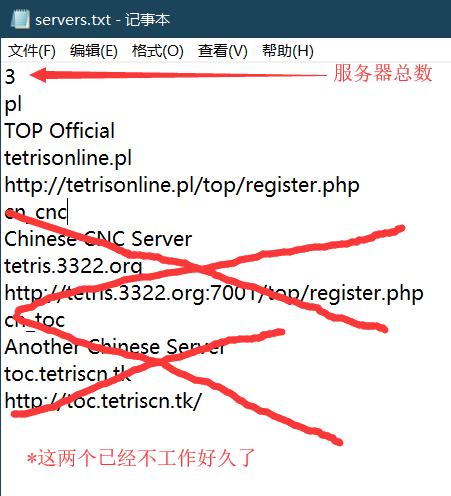 servers.txt - 记事本
文件(F) 编辑(E) 格式(O) 查看(V) 帮助(H)
3 服务器总数
pl
TOP Official
tetrisonline.pl
http://tetrisonline.pl/top/register.php
cn_cnc
Chinese CNC Server
tetris.3322.org
http://tetris.3322.org:7001/top/register.php
cn_toc
Another Chinese Server
toc.tetriscn.tk
http://toc.tetriscn.tk/
*这两个已经不工作好久了